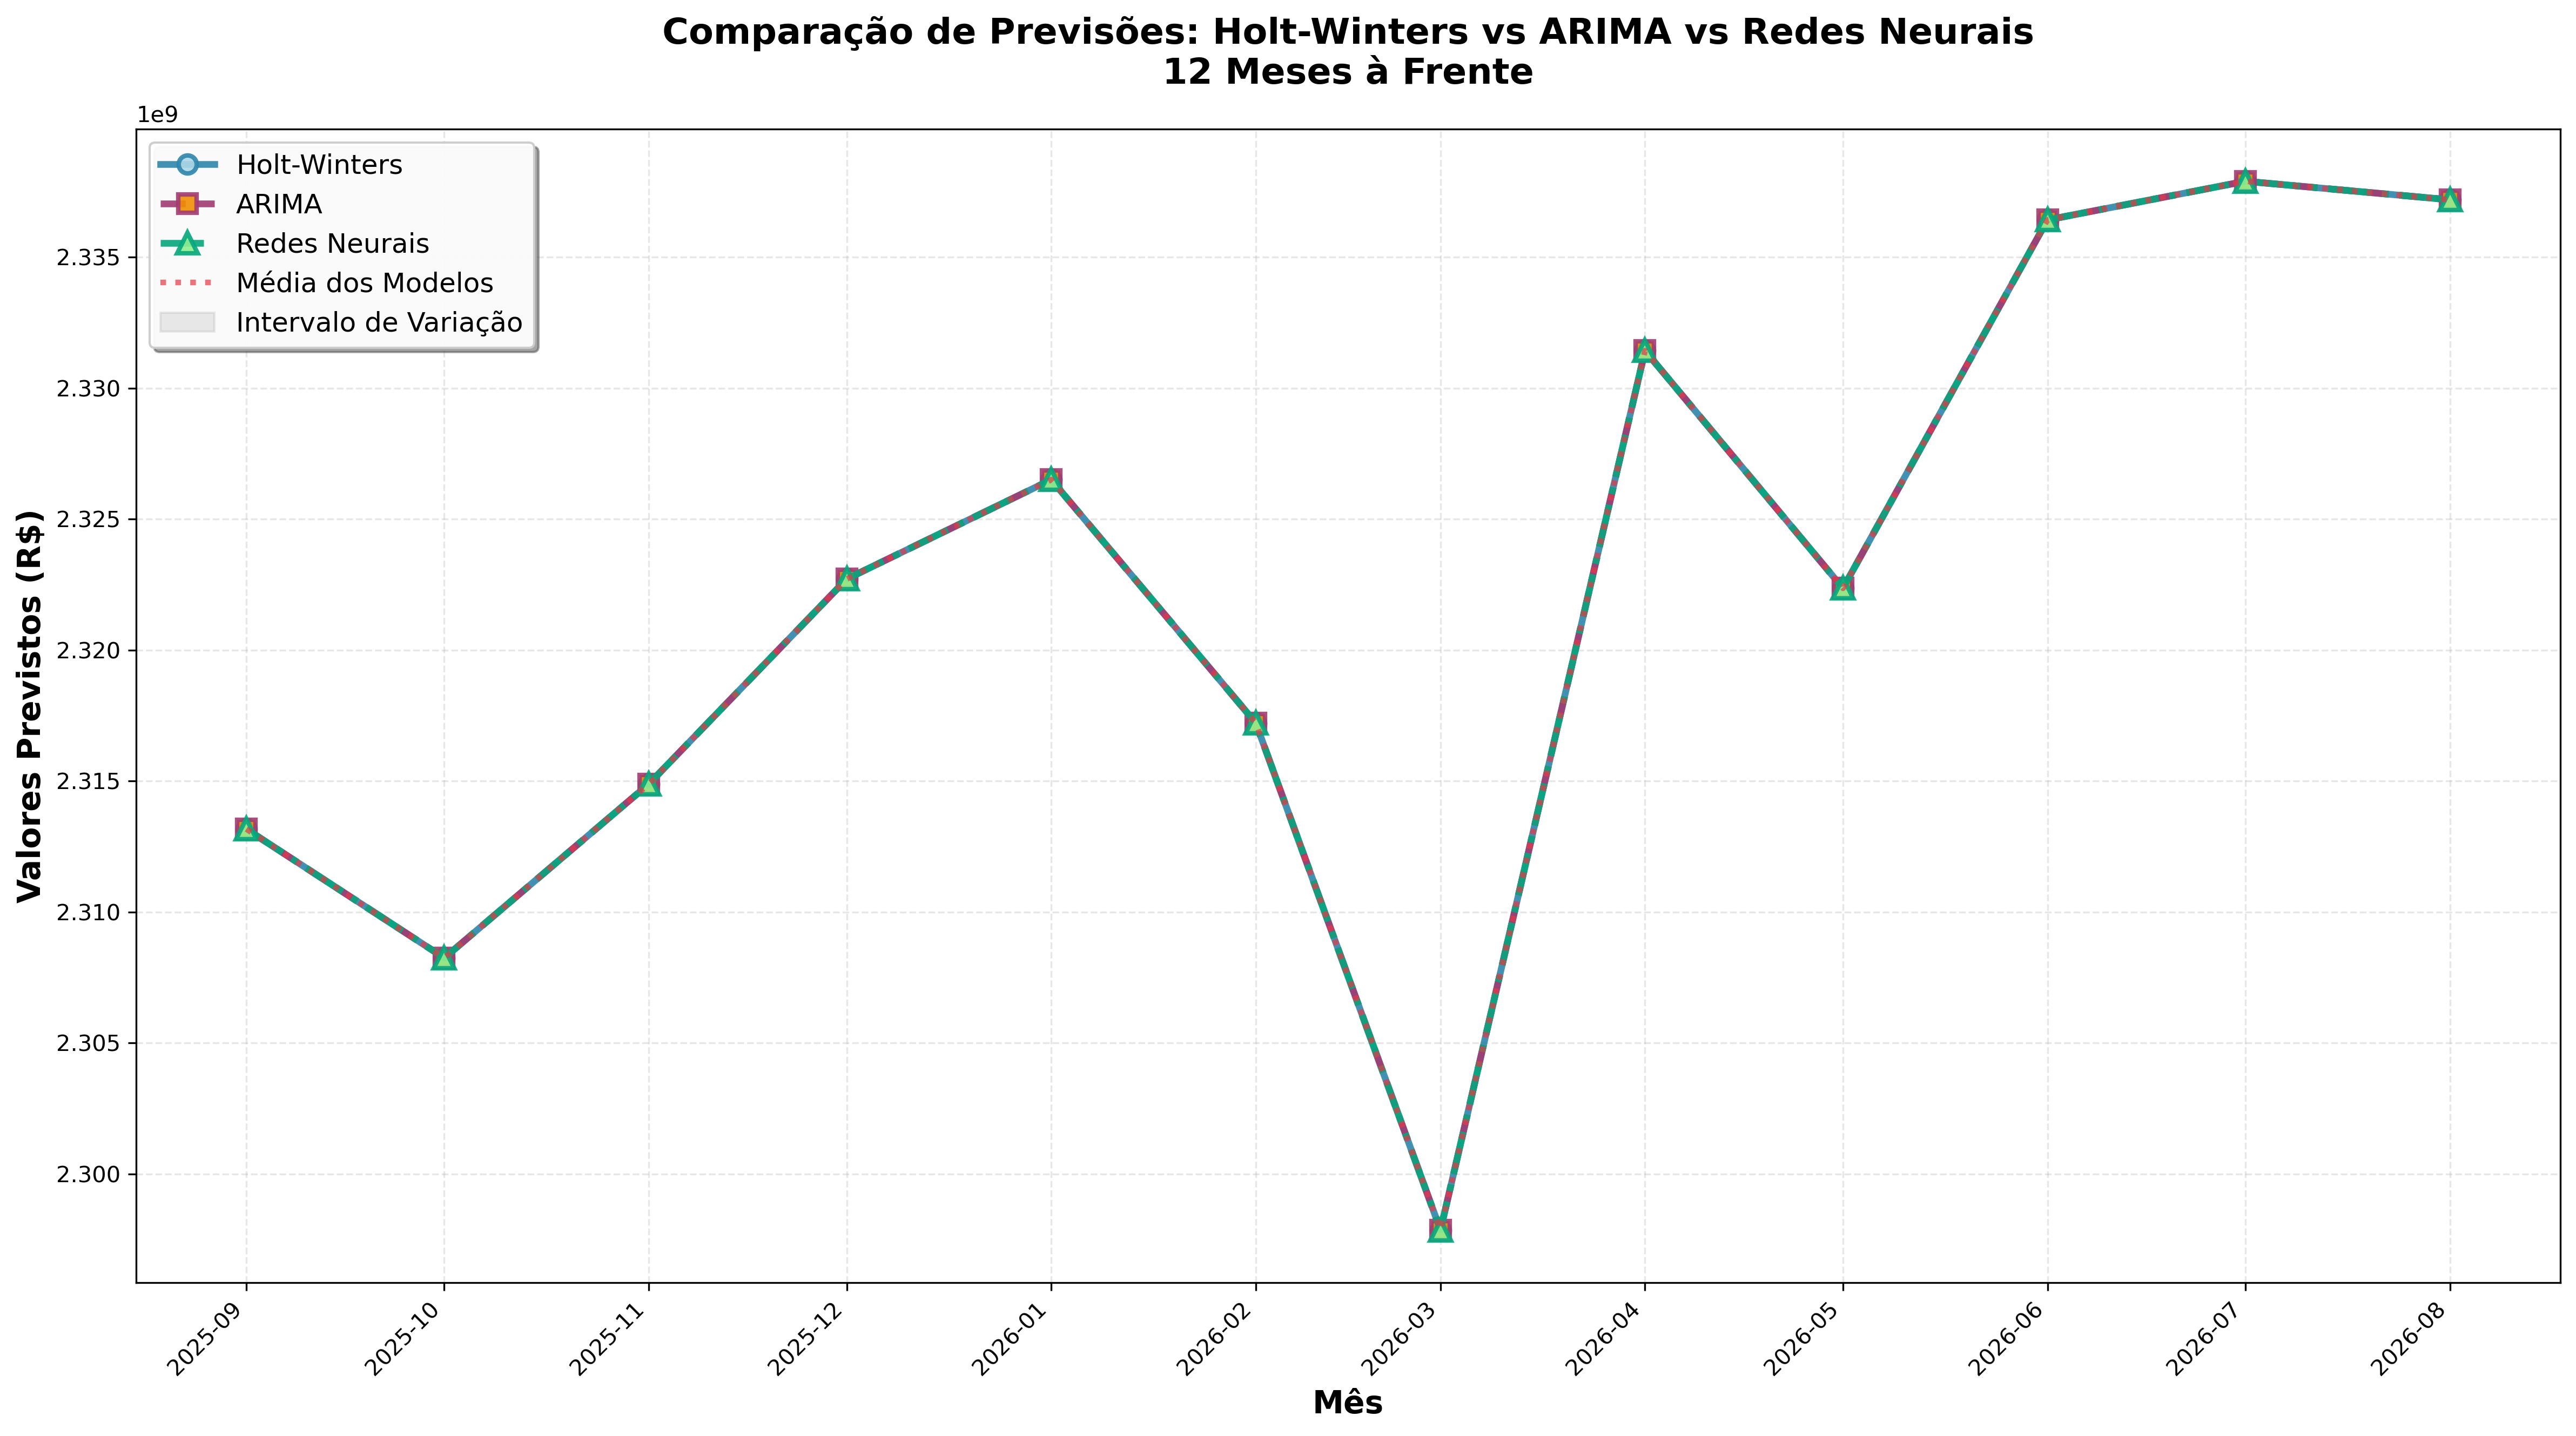 Comparação de Previsões: Holt-Winters vs ARIMA vs Redes Neurais
12 Meses à Frente
1e9
Holt-Winters
ARIMA
Redes Neurais
Média dos Modelos
Intervalo de Variação
2.335
2.330
2.325
2.320
2.315
2.310
2.305
2.300
Valores Previstos (R$)
2025-09
2025-10
2025-11
2025-12
2026-01
2026-02
2026-03
2026-04
2026-05
2026-06
2026-07
2026-08
Mês